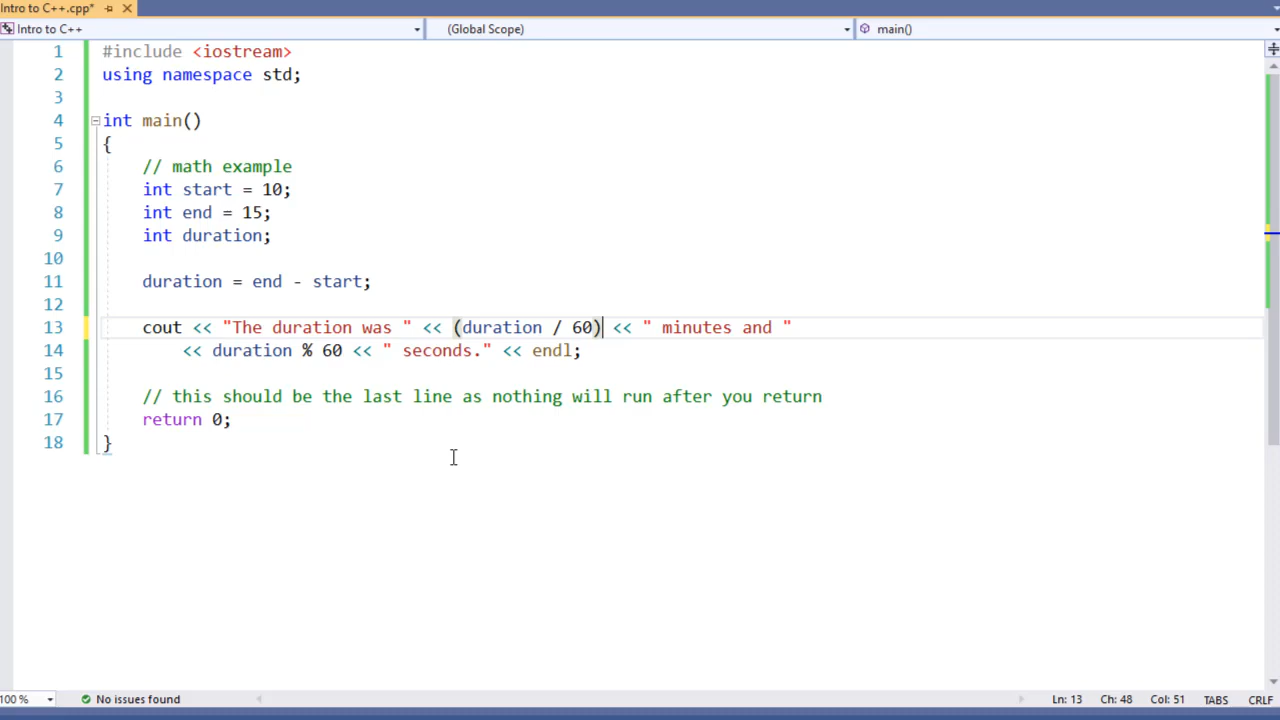 Intro to C++.cpp*
Intro to C++ (Global Scope) main()
1 #include <iostream>
2 using namespace std;
3
4 int main()
5 {
6 // math example
7 int start = 10;
8 int end = 15;
9 int duration;
10
11 duration = end - start;
12
13 cout << "The duration was " << (duration / 60) << " minutes and "
14 << duration % 60 << " seconds." << endl;
15
16 // this should be the last line as nothing will run after you return
17 return 0;
18 }
100 % No issues found Ln: 13 Ch: 48 Col: 51 TABS CRLF